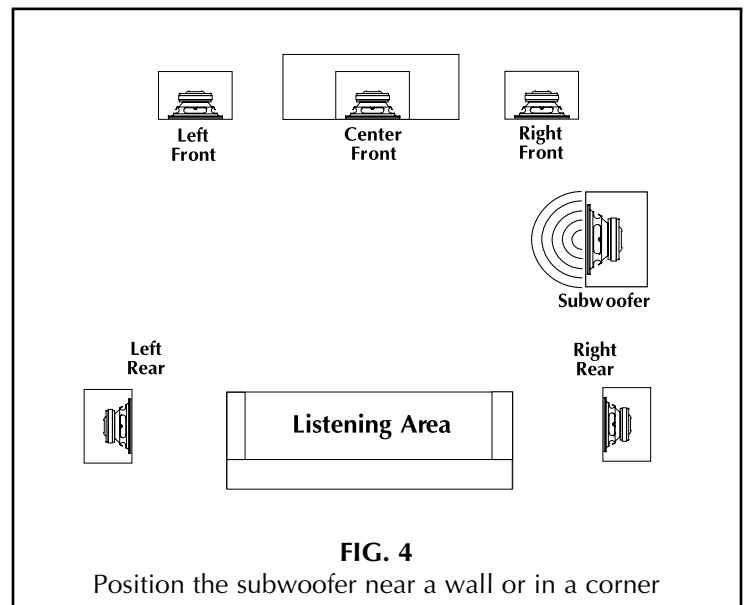 Left
Front
Center
Front
Right
Front
Subwoofer
Left
Rear
Right
Rear
Listening Area
FIG. 4
Position the subwoofer near a wall or in a corner